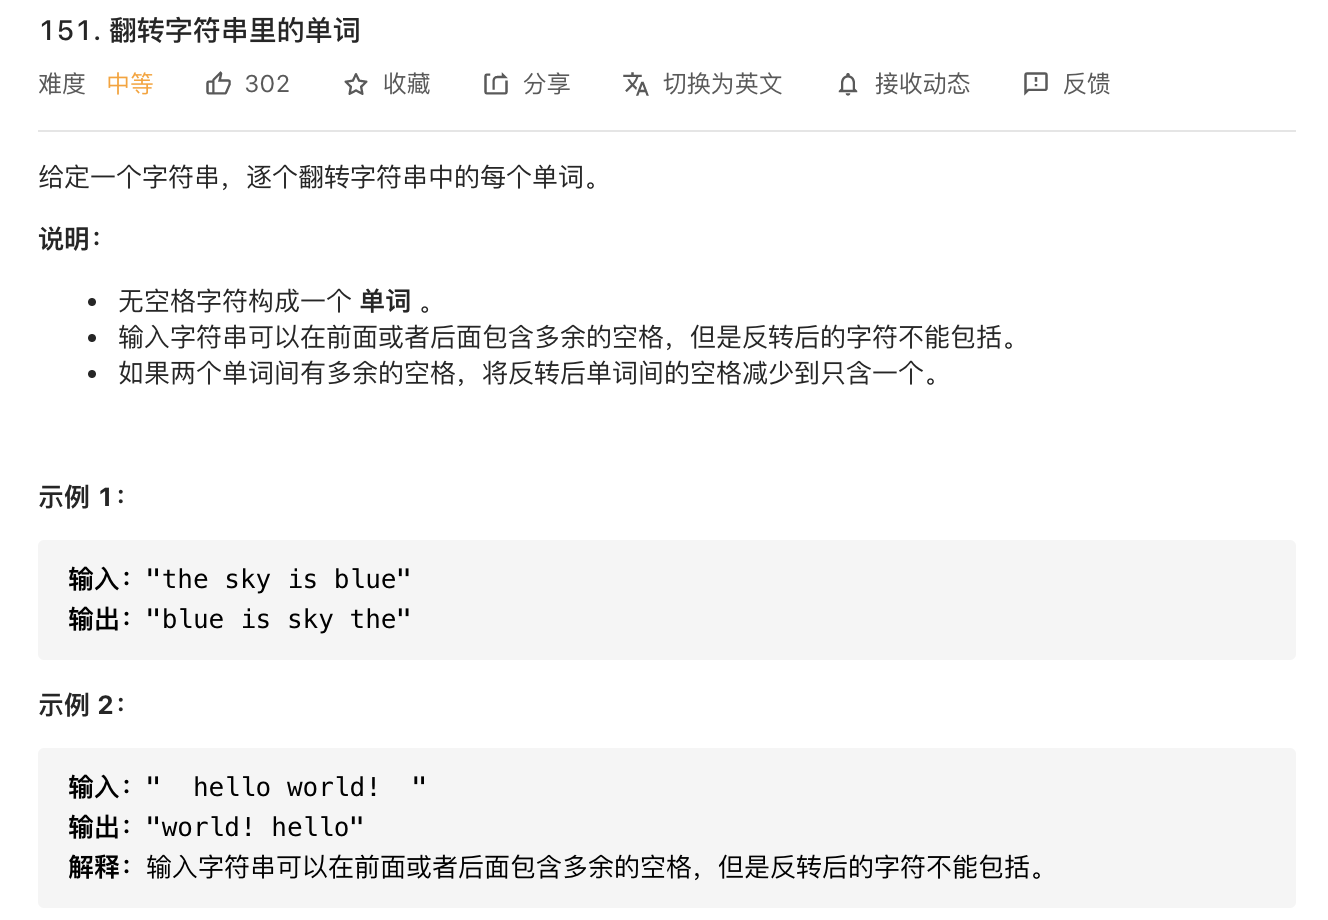 151. 翻转字符串里的单词
难度 中等 302 收藏 分享 切换为英文 接收动态 反馈
给定一个字符串，逐个翻转字符串中的每个单词。
说明：
• 无空格字符构成一个 单词 。
• 输入字符串可以在前面或者后面包含多余的空格，但是反转后的字符不能包括。
• 如果两个单词间有多余的空格，将反转后单词间的空格减少到只含一个。
示例 1：
输入："the sky is blue"
输出："blue is sky the"
示例 2：
输入："  hello world!  "
输出："world! hello"
解释：输入字符串可以在前面或者后面包含多余的空格，但是反转后的字符不能包括。